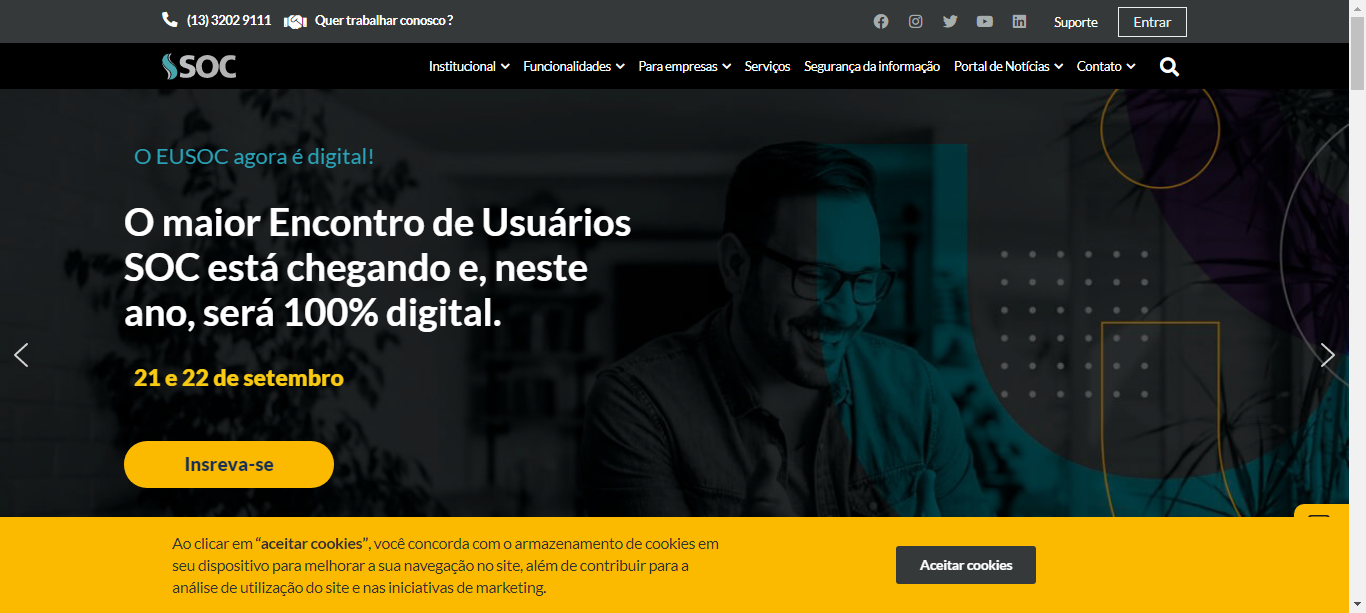 (13) 3202 9111 Quer trabalhar conosco ? Suporte Entrar
SOC Institucional Funcionalidades Para empresas Serviços Segurança da informação Portal de Notícias Contato
O EUSOC agora é digital!
O maior Encontro de Usuários
SOC está chegando e, neste
ano, será 100% digital.
21 e 22 de setembro
Insreva-se
Ao clicar em “aceitar cookies”, você concorda com o armazenamento de cookies em
seu dispositivo para melhorar a sua navegação no site, além de contribuir para a
análise de utilização do site e nas iniciativas de marketing.
Aceitar cookies